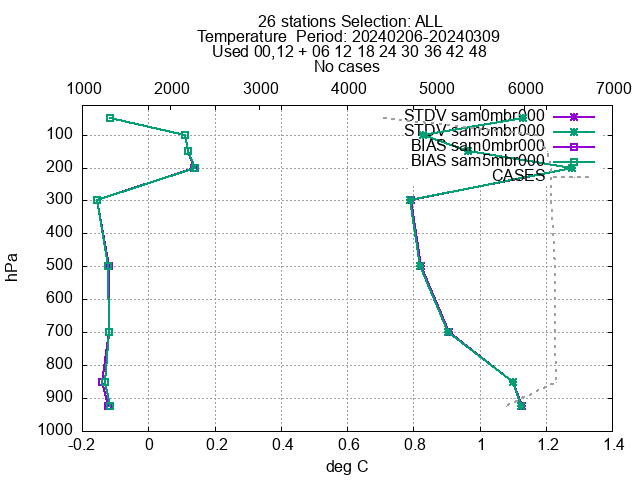 26 stations Selection: ALL
Temperature  Period: 20240206-20240309
Used 00,12 + 06 12 18 24 30 36 42 48
No cases
1000 2000 3000 4000 5000 6000 7000
STDV sam0mbr000
STDV sam5mbr000
BIAS sam0mbr000
BIAS sam5mbr000
CASES
100
200
300
400
500
600
700
800
900
1000
hPa
-0.2 0 0.2 0.4 0.6 0.8 1 1.2 1.4
deg C